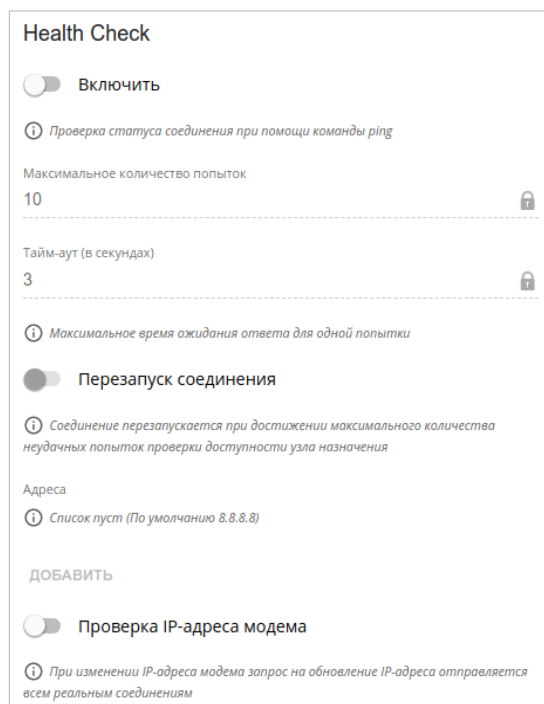 Health Check
Включить
Проверка статуса соединения при помощи команды ping
Максимальное количество попыток
10
Тайм-аут (в секундах)
3
Максимальное время ожидания ответа для одной попытки
Перезапуск соединения
Соединение перезапускается при достижении максимального количества
неудачных попыток проверки доступности узла назначения
Адреса
Список пуст (По умолчанию 8.8.8.8)
ДОБАВИТЬ
Проверка IP-адреса модема
При изменении IP-адреса модема запрос на обновление IP-адреса отправляется
всем реальным соединениям